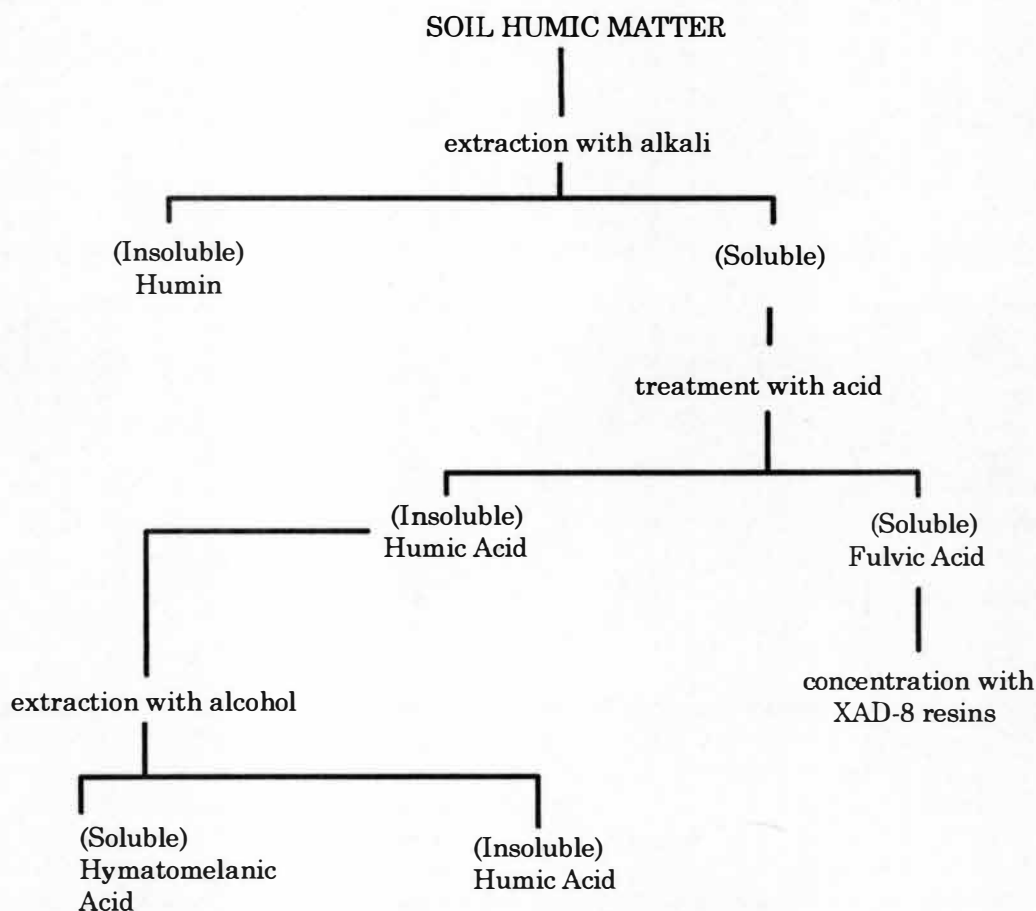 SOIL HUMIC MATTER
extraction with alkali
(Insoluble)
Humin
(Soluble)
treatment with acid
(Insoluble)
Humic Acid
(Soluble)
Fulvic Acid
extraction with alcohol
concentration with
XAD-8 resins
(Soluble)
Hymatomelanic
Acid
(Insoluble)
Humic Acid